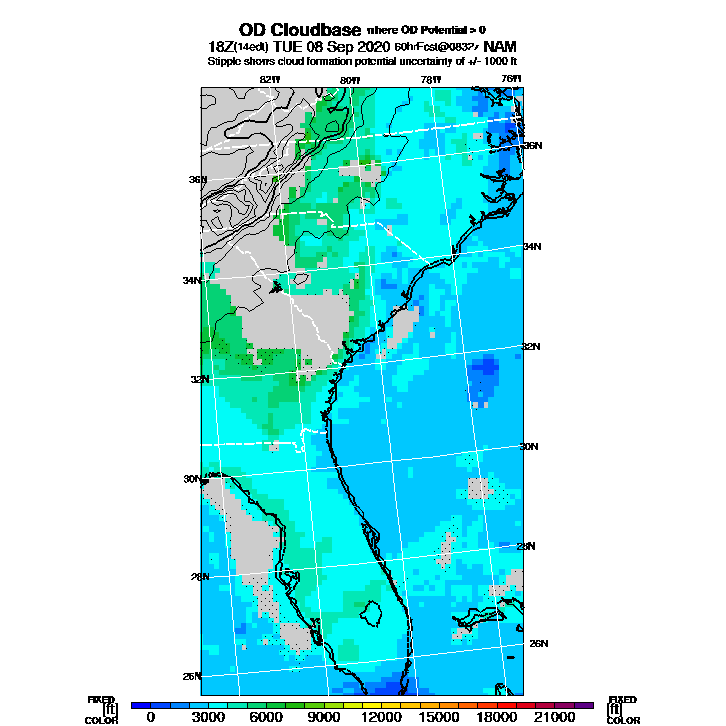 OD Cloudbase where OD Potential > 0
18Z(14edt) TUE 08 Sep 2020 60hrFcst@0832z NAM
Stipple shows cloud formation potential uncertainty of +/- 1000 ft
82W 80W 78W 76W
36N
36N
34N
34N
32N
32N
30N
30N
28N
28N
26N
26N
FIXED FIXED
[ft] [ft]
COLOR COLOR
0 3000 6000 9000 12000 15000 18000 21000